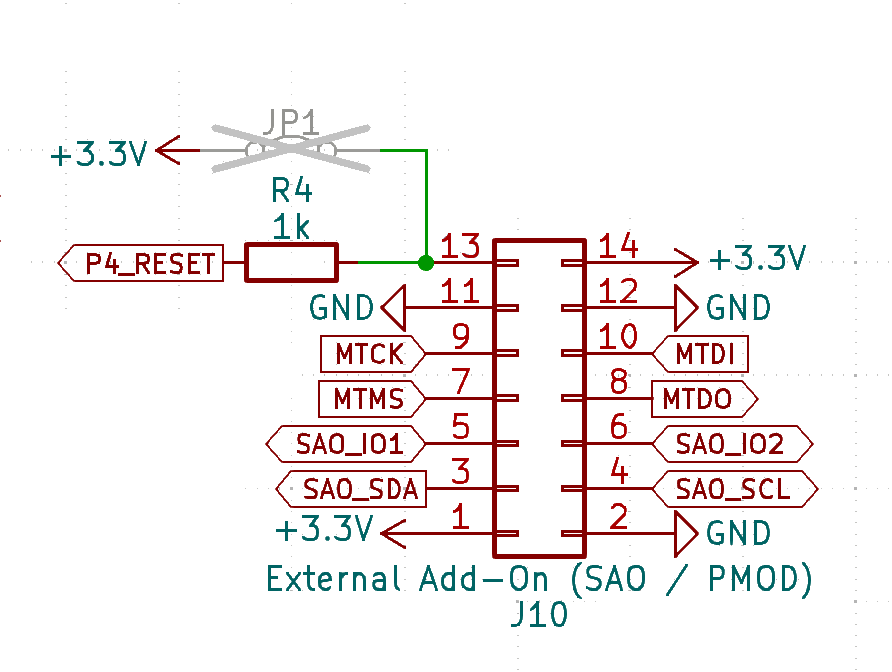 JP1
+3.3V
R4
1k
P4_RESET
13 14
+3.3V
GND
11 12
GND
MTCK
9 10
MTDI
MTMS
7 8
MTDO
SAO_IO1
5 6
SAO_IO2
SAO_SDA
3 4
SAO_SCL
+3.3V
1 2
GND
External Add-On (SAO / PMOD)
J10